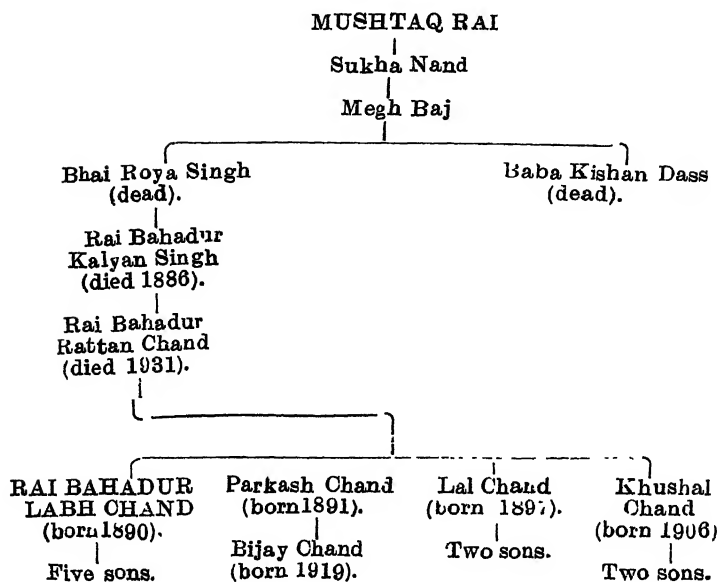 MUSHTAQ RAI
Sukha Nand
Megh Baj
Bhai Roya Singh
(dead).
Baba Kishan Dass
(dead).
Rai Bahadur
Kalyan Singh
(died 1886).
Rai Bahadur
Rattan Chand
(died 1931).
RAI BAHADUR
LABH CHAND
(born 1890).
Five sons.
Parkash Chand
(born 1891).
Bijay Chand
(born 1919).
Lal Chand
(born 1897).
Two sons.
Khushal
Chand
(born 1906)
Two sons.